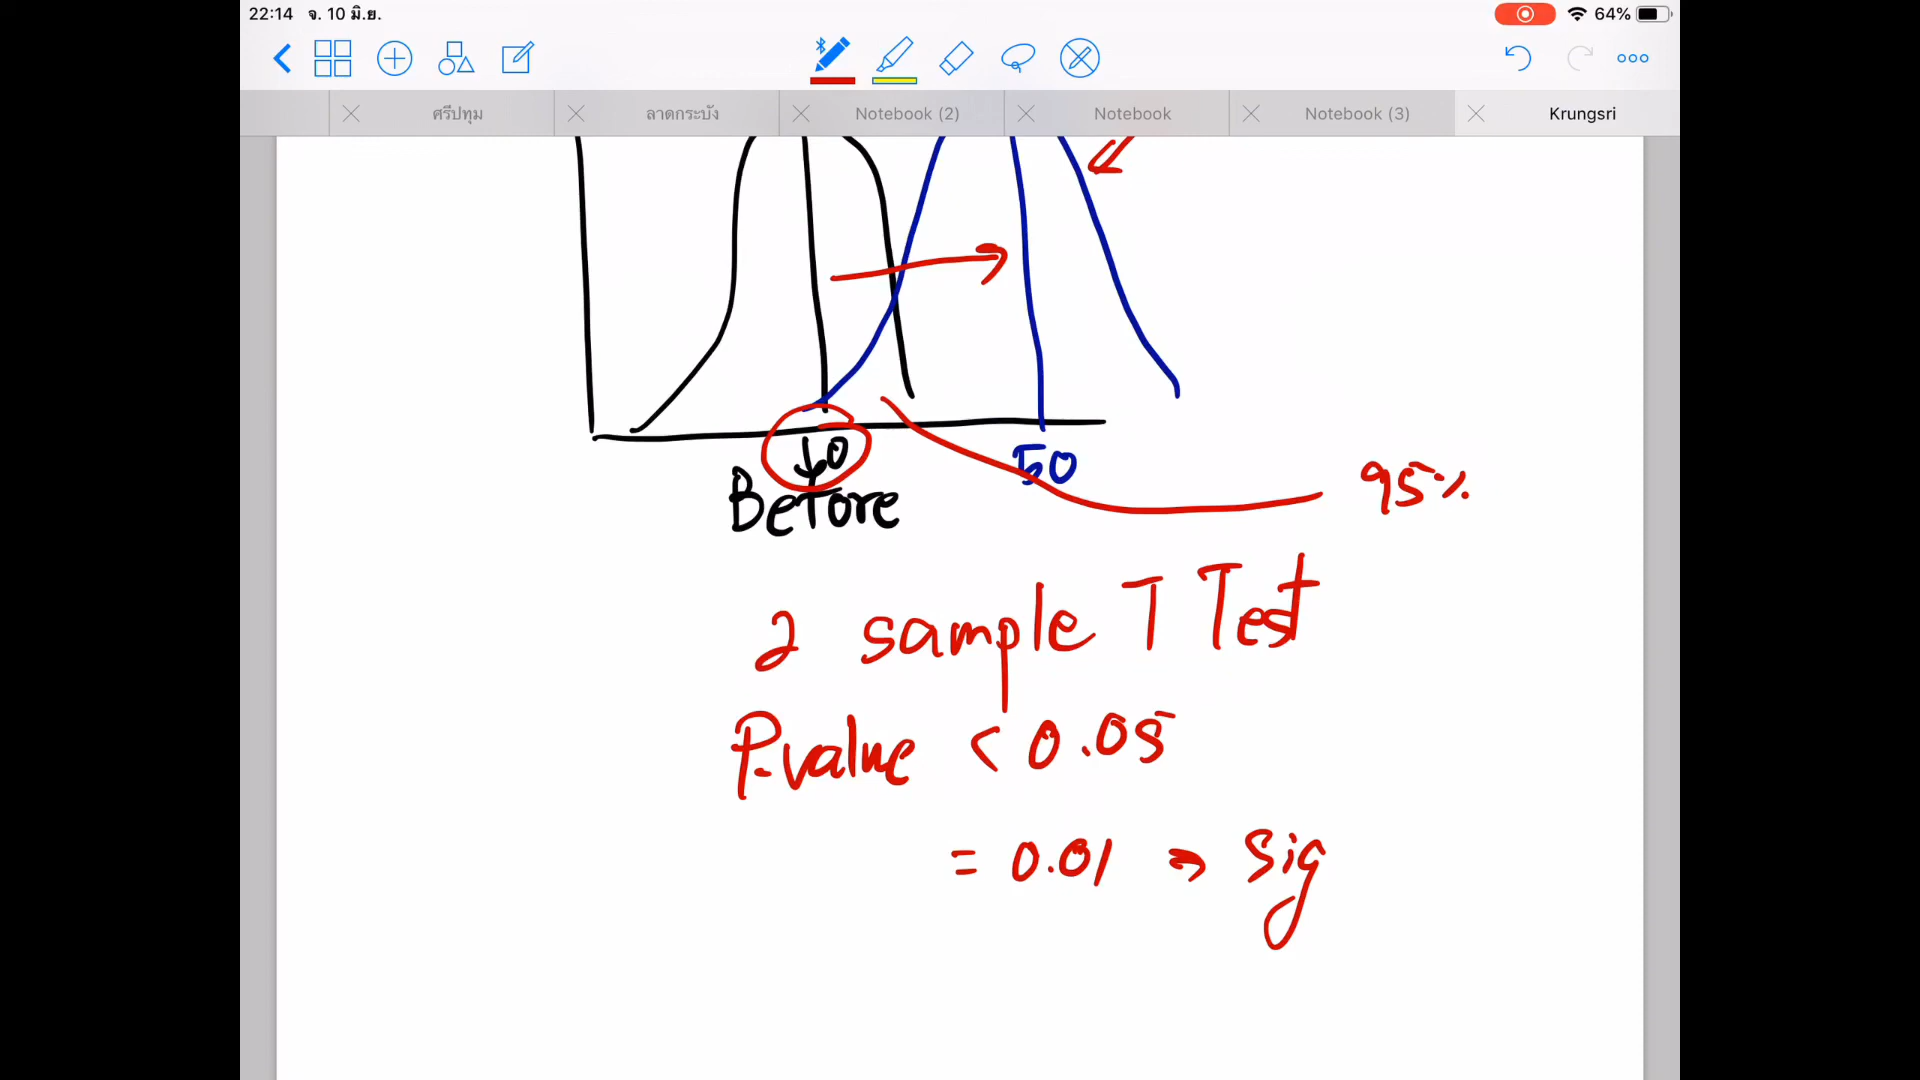 22:14 จ. 10 มิ.ย. 64%
ศรีปทุม ลาดกระบัง Notebook (2) Notebook Notebook (3) Krungsri
50
Before
95%
2 sample T Test
P-value < 0.05
= 0.01 → Sig